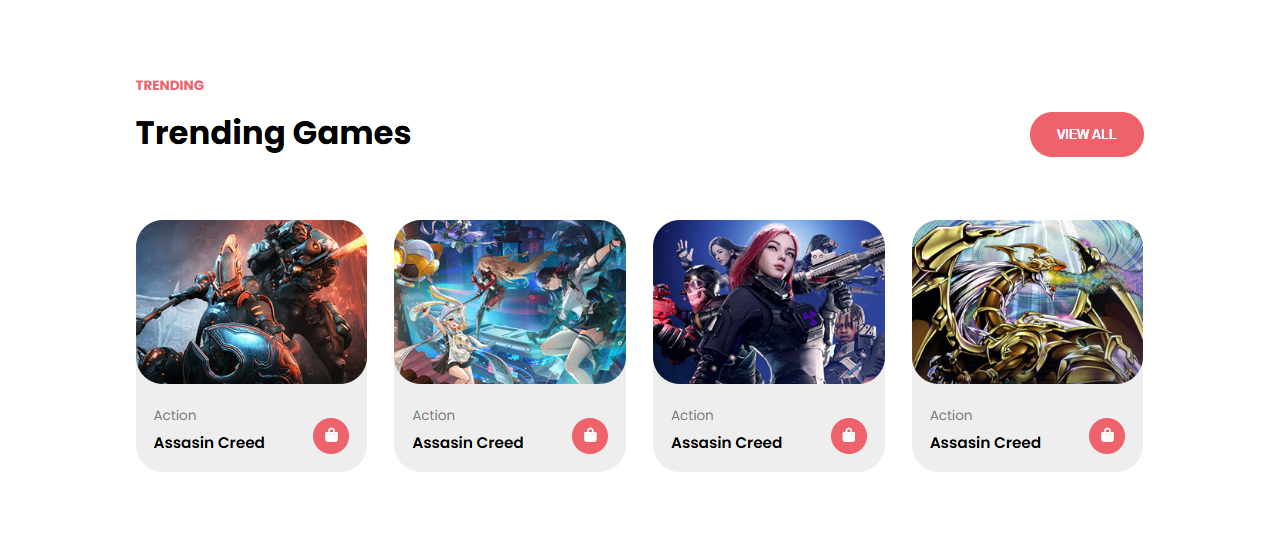 TRENDING
Trending Games
VIEW ALL
Action
Assasin Creed
Action
Assasin Creed
Action
Assasin Creed
Action
Assasin Creed